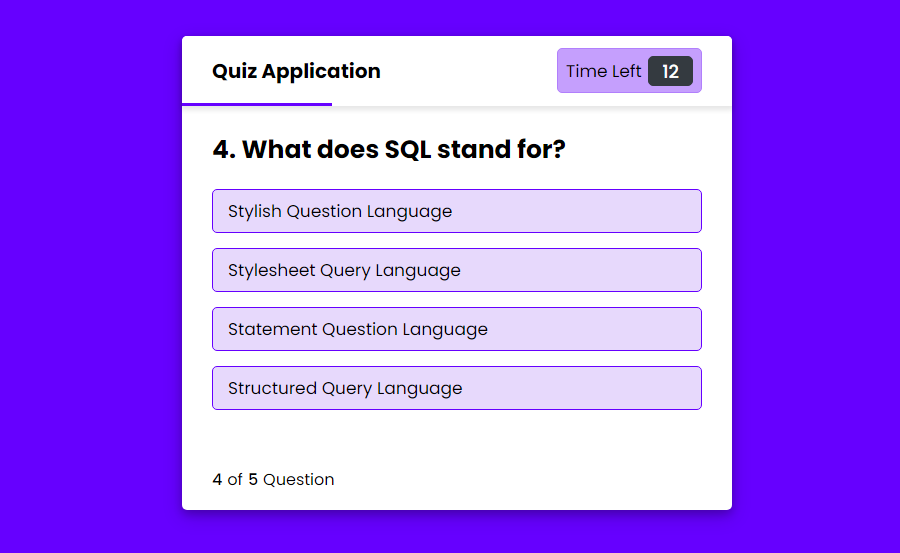 Quiz Application
Time Left 12
4. What does SQL stand for?
Stylish Question Language
Stylesheet Query Language
Statement Question Language
Structured Query Language
4 of 5 Question